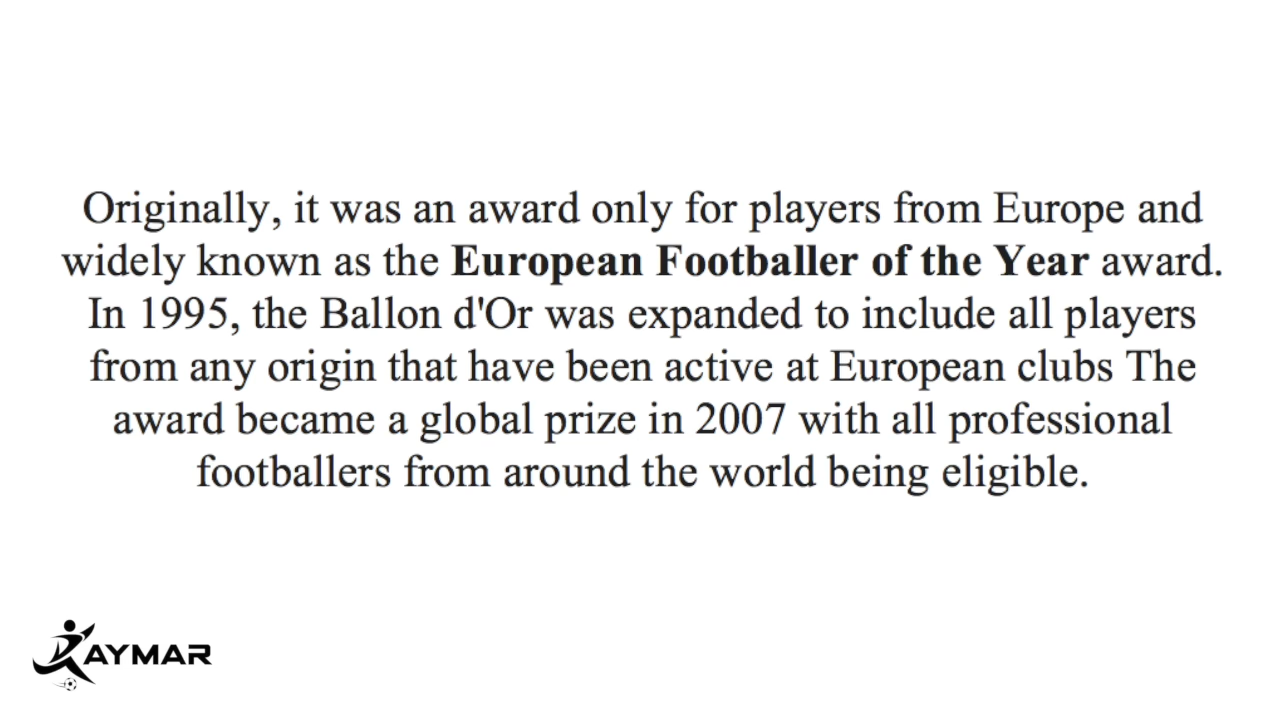 Originally, it was an award only for players from Europe and
widely known as the European Footballer of the Year award.
In 1995, the Ballon d'Or was expanded to include all players
from any origin that have been active at European clubs The
award became a global prize in 2007 with all professional
footballers from around the world being eligible.
RAYMAR